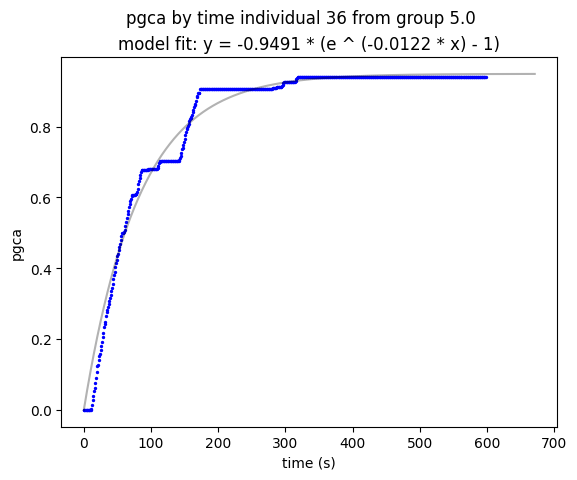 pgca by time individual 36 from group 5.0
model fit: y = -0.9491 * (e ^ (-0.0122 * x) - 1)
0.8
0.6
pgca
0.4
0.2
0.0
0 100 200 300 400 500 600 700
time (s)